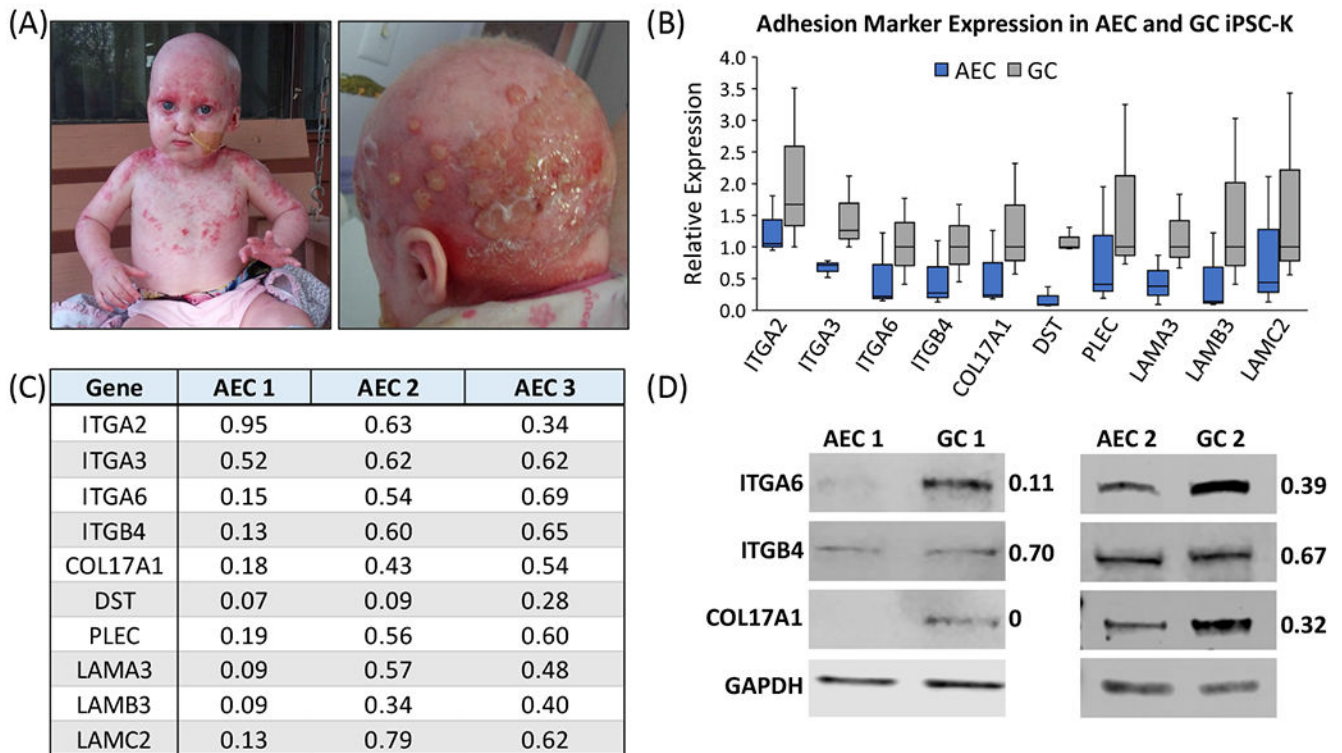 (A)
(B)
Adhesion Marker Expression in AEC and GC iPSC-K
AEC GC
Relative Expression
4.0
3.5
3.0
2.5
2.0
1.5
1.0
0.5
0.0
ITGA2 ITGA3 ITGA6 ITGB4 COL17A1 DST PLEC LAMA3 LAMB3 LAMC2
(C)
Gene AEC 1 AEC 2 AEC 3
ITGA2 0.95 0.63 0.34
ITGA3 0.52 0.62 0.62
ITGA6 0.15 0.54 0.69
ITGB4 0.13 0.60 0.65
COL17A1 0.18 0.43 0.54
DST 0.07 0.09 0.28
PLEC 0.19 0.56 0.60
LAMA3 0.09 0.57 0.48
LAMB3 0.09 0.34 0.40
LAMC2 0.13 0.79 0.62
(D)
AEC 1 GC 1 AEC 2 GC 2
ITGA6 0.11 0.39
ITGB4 0.70 0.67
COL17A1 0 0.32
GAPDH